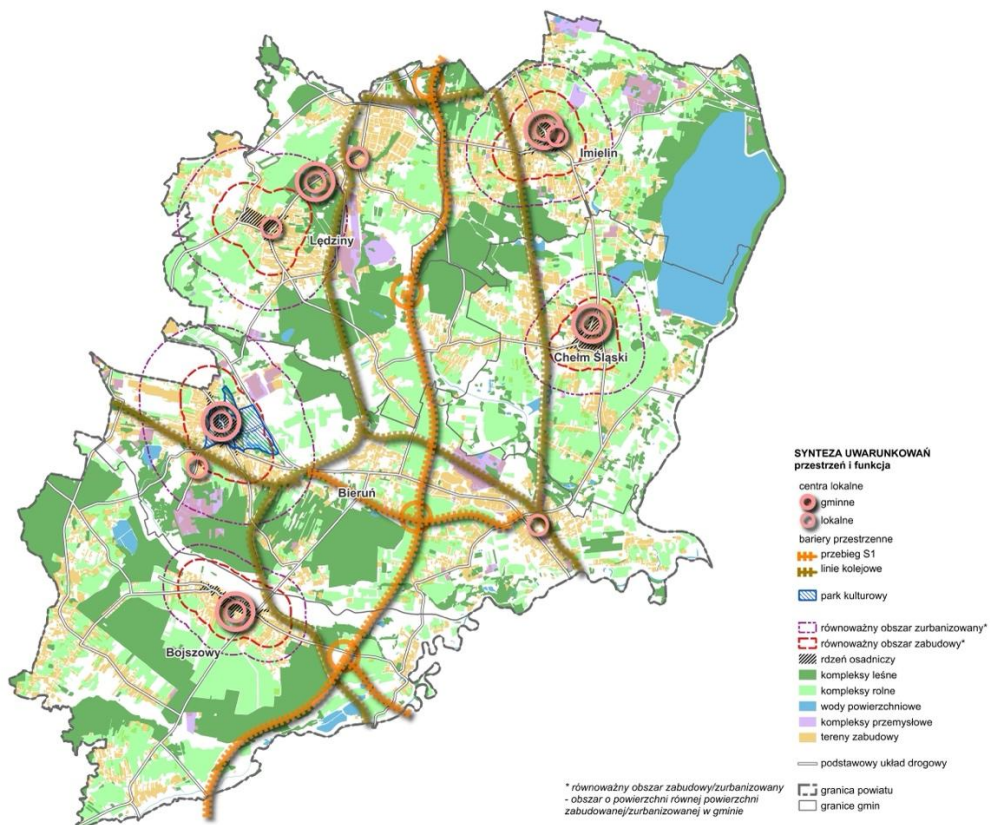 Imielin
Lędziny
Chełm Śląski
Bieruń
Bojszowy
SYNTEZA UWARUNKOWAŃ
przestrzeń i funkcja
centra lokalne
gminne
lokalne
bariery przestrzenne
przebieg S1
linie kolejowe
park kulturowy
równoważny obszar zurbanizowany*
równoważny obszar zabudowy*
rdzeń osadniczy
kompleksy leśne
kompleksy rolne
wody powierzchniowe
kompleksy przemysłowe
tereny zabudowy
podstawowy układ drogowy
granica powiatu
granice gmin
* równoważny obszar zabudowy/zurbanizowany
- obszar o powierzchni równej powierzchni
zabudowanej/zurbanizowanej w gminie